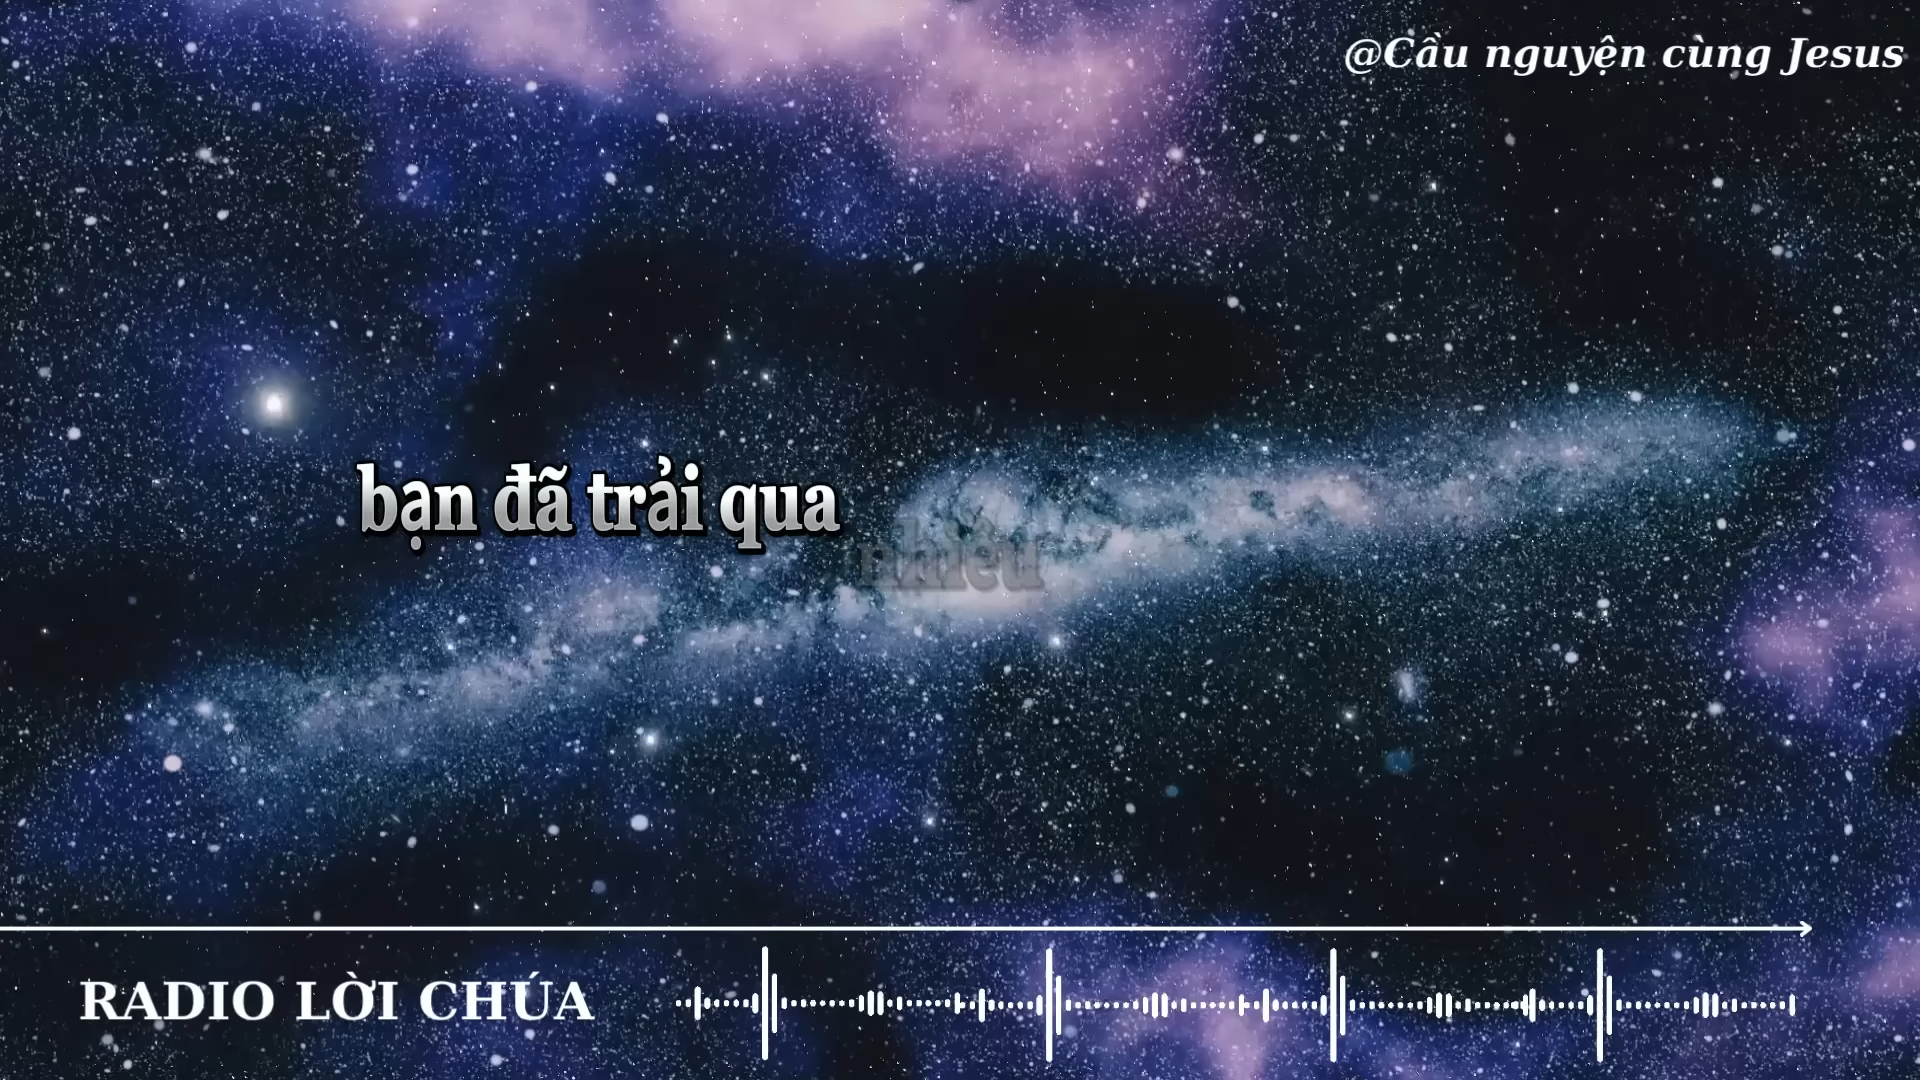 @Cầu nguyện cùng Jesus
bạn đã trải qua nhiều
RADIO LỜI CHÚA